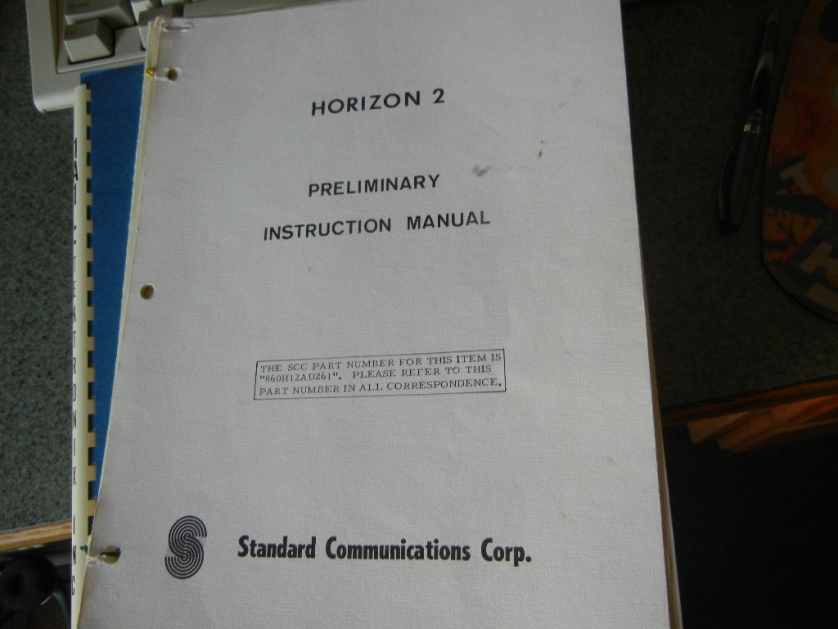 HORIZON 2
PRELIMINARY
INSTRUCTION MANUAL
THE SCC PART NUMBER FOR THIS ITEM IS
"860H12AD261". PLEASE REFER TO THIS
PART NUMBER IN ALL CORRESPONDENCE.
S Standard Communications Corp.